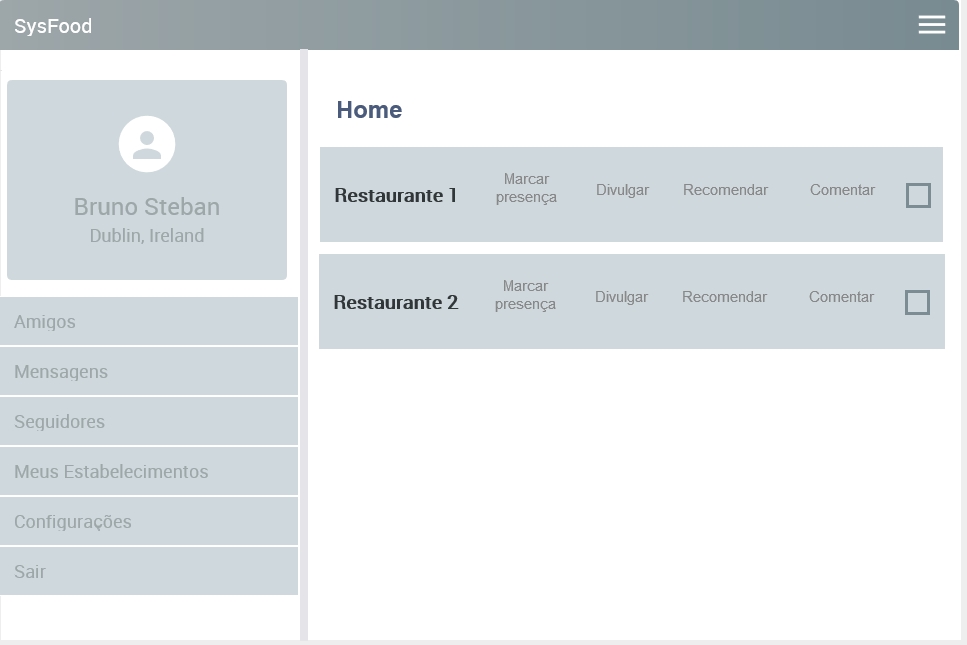 SysFood
Bruno Steban
Dublin, Ireland
Amigos
Mensagens
Seguidores
Meus Estabelecimentos
Configurações
Sair
Home
Restaurante 1
Marcar
presença
Divulgar
Recomendar
Comentar
Restaurante 2
Marcar
presença
Divulgar
Recomendar
Comentar